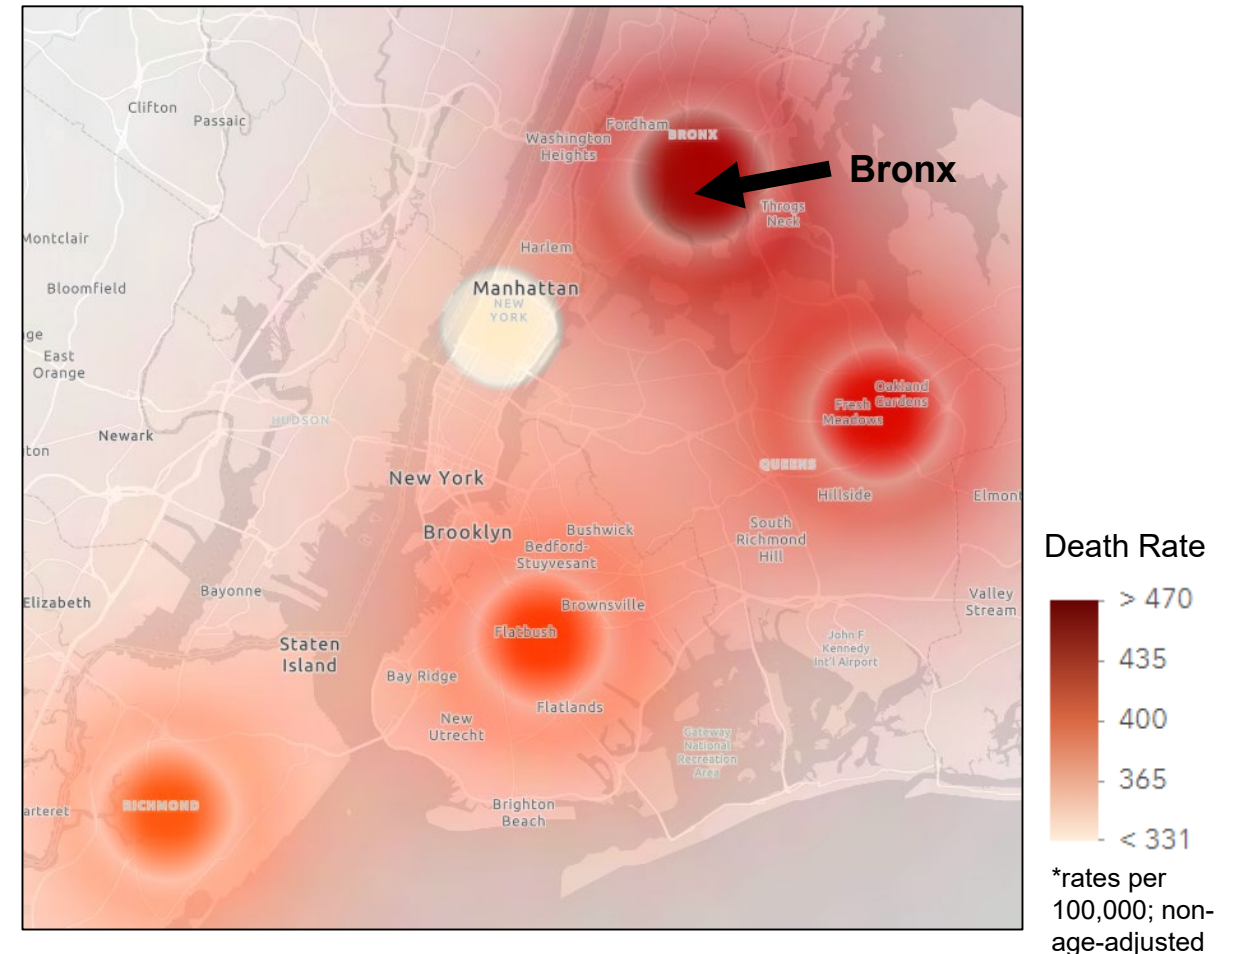 Clifton
Passaic
Fordham
BRONX
Washington
Heights
Bronx
Throgs
Neck
Montclair
Harlem
Bloomfield
Manhattan
NEW
YORK
ge
East
Orange
Oakland
Gardens
Fresh
Meadows
HUDSON
Newark
ton
QUEENS
New York
Hillside
Elmont
Brooklyn
Bushwick
Bedford-
Stuyvesant
South
Richmond
Hill
Death Rate
> 470
435
400
365
< 331
*rates per
100,000; non-
age-adjusted
Bayonne
Elizabeth
Brownsville
Valley
Stream
Flatbush
Staten
Island
John F
Kennedy
Int'l Airport
Bay Ridge
Flatlands
New
Utrecht
Gateway
National
Recreation
Area
RICHMOND
arteret
Brighton
Beach